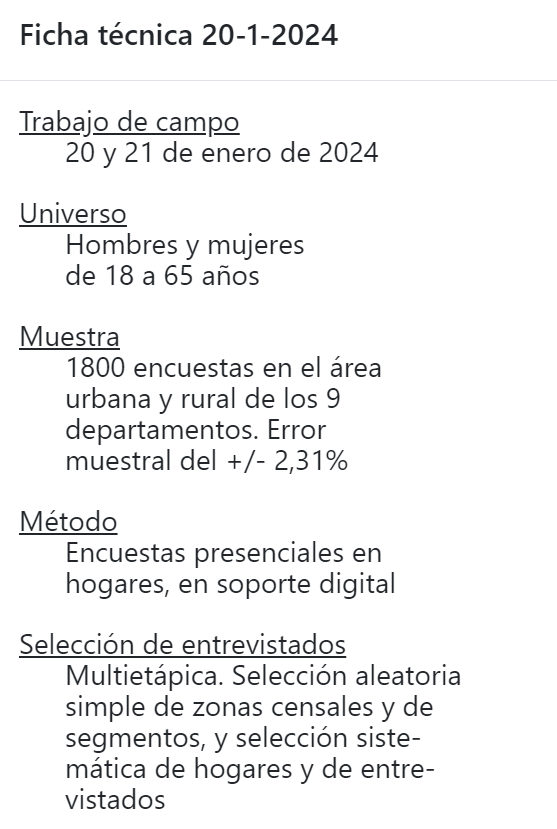 Ficha técnica 20-1-2024
Trabajo de campo
20 y 21 de enero de 2024
Universo
Hombres y mujeres
de 18 a 65 años
Muestra
1800 encuestas en el área
urbana y rural de los 9
departamentos. Error
muestral del +/- 2,31%
Método
Encuestas presenciales en
hogares, en soporte digital
Selección de entrevistados
Multietápica. Selección aleatoria
simple de zonas censales y de
segmentos, y selección siste-
mática de hogares y de entre-
vistados